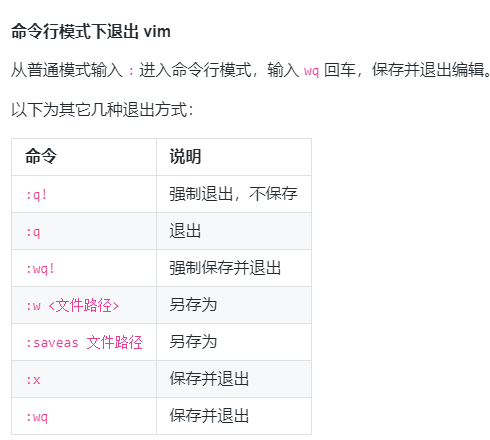 命令行模式下退出 vim
从普通模式输入 : 进入命令行模式，输入 wq 回车，保存并退出编辑。
以下为其它几种退出方式：
命令 说明
:q! 强制退出，不保存
:q 退出
:wq! 强制保存并退出
:w <文件路径> 另存为
:saveas 文件路径 另存为
:x 保存并退出
:wq 保存并退出